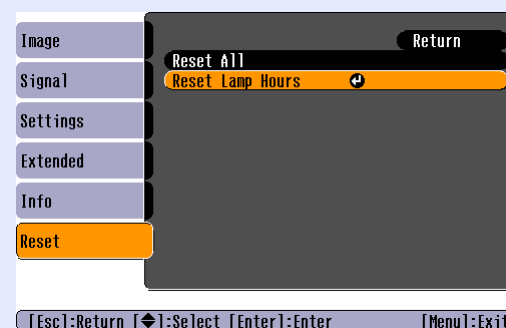 Image
Signal
Settings
Extended
Info
Reset
Return
Reset All
Reset Lamp Hours
[Esc]:Return [◆]:Select [Enter]:Enter [Menu]:Exit